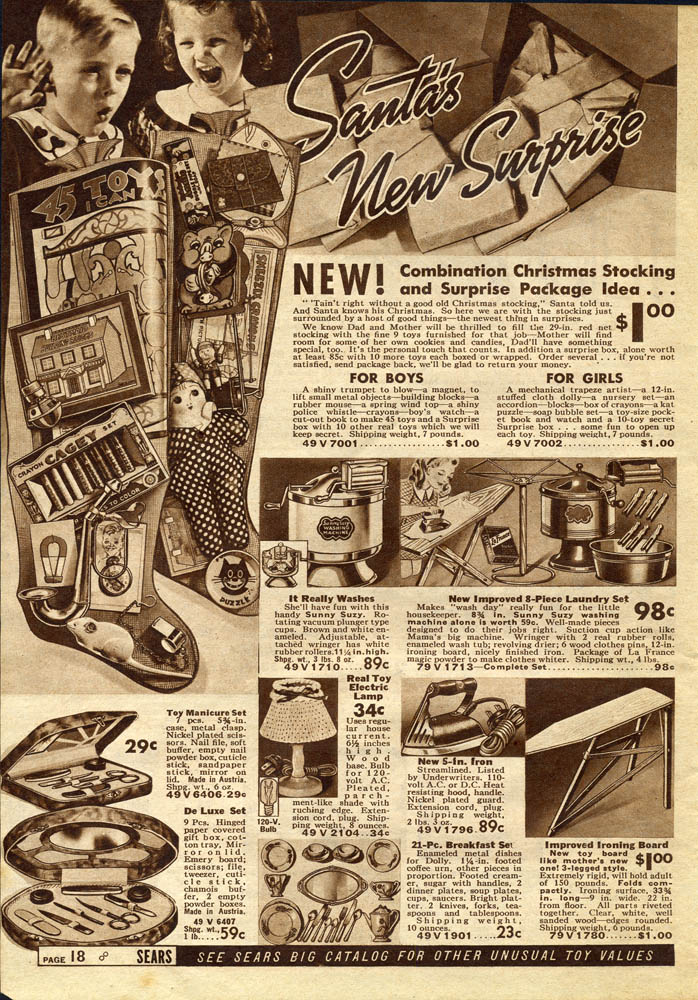 Santa's
New Surprise
45 TOYS
I CAN
CRAYON CAGEY
TO COLOR
PUZZLE
NEW! Combination Christmas Stocking
and Surprise Package Idea . . .
" 'Tain't right without a good old Christmas stocking," Santa told us.
And Santa knows his Christmas. So here we are with the stocking just
surrounded by a host of good things—the newest thing in surprises.
We know Dad and Mother will be thrilled to fill the 29-in. red net
stocking with the fine 9 toys furnished for that job—Mother will find
room for some of her own cookies and candies, Dad'll have something
special, too. It's the personal touch that counts. In addition a surprise box, alone worth
at least 85c with 10 more toys each boxed or wrapped. Order several . . . if you're not
satisfied, send package back, we'll be glad to return your money.
$1 00
FOR BOYS
A shiny trumpet to blow—a magnet, to
lift small metal objects—building blocks—a
rubber mouse—a spring wind top—a shiny
police whistle—crayons—boy's watch—a
cut-out book to make 45 toys and a Surprise
box with 10 other real toys which we will
keep secret. Shipping weight, 7 pounds.
49 V 7001....................$1.00
FOR GIRLS
A mechanical trapeze artist—a 12-in.
stuffed cloth dolly—a nursery set—an
accordion—blocks—box of crayons—a kat
puzzle—soap bubble set—a toy-size pock-
et book and watch and a 10-toy secret
Surprise box . . . some fun to open up
each toy. Shipping weight, 7 pounds.
49 V 7002..................$1.00
Sunny Suzy
WASHING
MACHINE
La France
It Really Washes
She'll have fun with this
handy Sunny Suzy. Ro-
tating vacuum plunger type
cups. Brown and white en-
ameled. Adjustable, at-
tached wringer has white
rubber rollers. 11¼ in. high.
Shpg. wt., 3 lbs. 8 oz.
49 V 1710.....89c
New Improved 8-Piece Laundry Set
Makes "wash day" really fun for the little
housekeeper. 8¾ in. Sunny Suzy washing
machine alone is worth 59c. Well-made pieces
designed to do their jobs right. Suction cup action like
Mama's big machine. Wringer with 2 real rubber rolls,
enameled wash tub; revolving drier; 6 wood clothes pins, 12-in.
ironing board, nicely finished iron. Package of La France
magic powder to make clothes whiter. Shipping wt., 4 lbs.
79 V 1713—Complete Set....................98c
98c
Toy Manicure Set
7 pcs. 5¾-in.
case, metal clasp.
Nickel plated scis-
sors. Nail file, soft
buffer, empty nail
powder box, cuticle
stick, sandpaper
stick, mirror on
lid. Made in Austria.
Shpg. wt., 6 oz.
49 V 6406.29c
29c
De Luxe Set
9 Pcs. Hinged
paper covered
gift box, cot-
ton tray. Mir-
ror on lid.
Emery board;
scissors; file,
tweezer, cuti-
cle stick,
chamois buf-
fer, 2 empty
powder boxes.
Made in Austria.
49 V 6407
Shpg. wt.,
1 lb.....59c
Real Toy
Electric
Lamp
34c
Uses regu-
lar house
current.
6½ inches
high.
Wood
base. Bulb
for 120-
volt A.C.
Pleated,
parch-
ment-like shade with
ruching edge. Exten-
sion cord, plug. Ship-
ping weight, 8 ounces.
49 V 2104..34c
120-V.
Bulb
New 5-In. Iron
Streamlined. Listed
by Underwriters. 110-
volt A.C. or D.C. Heat
resisting hood, handle.
Nickel plated guard.
Extension cord, plug.
Shipping weight,
2 lbs. 3 oz.
49 V 1796.89c
21-Pc. Breakfast Set
Enameled metal dishes
for Dolly. 1¼-in. footed
coffee urn, other pieces in
proportion. Footed cream-
er, sugar with handles, 2
dinner plates, soup plates,
cups, saucers. Bright plat-
ter, 2 knives, forks, tea-
spoons and tablespoons.
Shipping weight,
10 ounces.
49 V 1901.....23c
Improved Ironing Board
New toy board
like mother's new
one! 3-legged style.
Extremely rigid, will hold adult
of 150 pounds. Folds com-
pactly. Ironing surface, 33¾
in. long—9 in. wide. 22 in.
from floor. All parts riveted
together. Clear, white, well
sanded wood—edges rounded.
Shipping weight, 6 pounds.
79 V 1780.......$1.00
$1 00
PAGE 18 SEARS SEE SEARS BIG CATALOG FOR OTHER UNUSUAL TOY VALUES